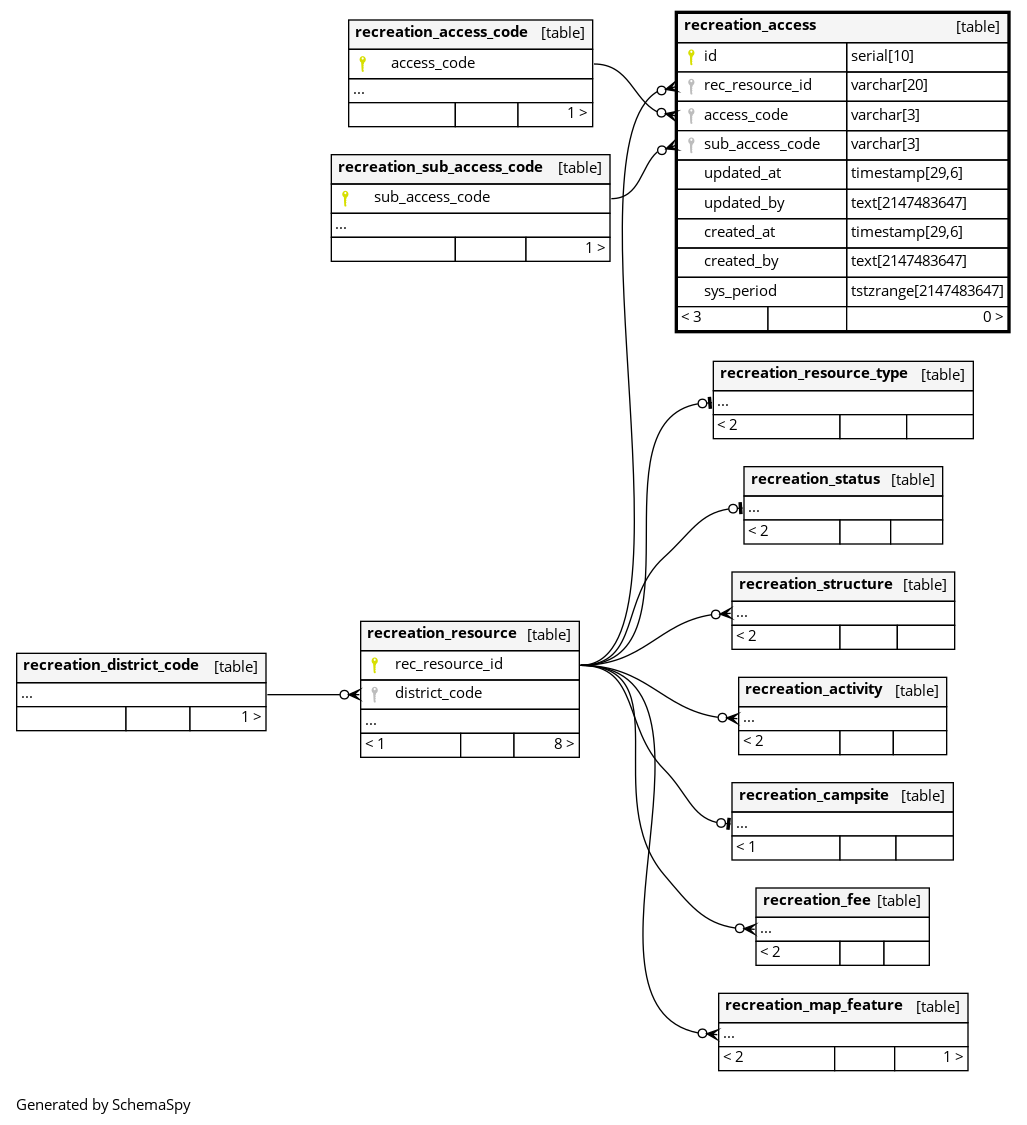 recreation_access_code [table]
access_code
...
1 >
recreation_sub_access_code [table]
sub_access_code
...
1 >
recreation_access [table]
id serial[10]
rec_resource_id varchar[20]
access_code varchar[3]
sub_access_code varchar[3]
updated_at timestamp[29,6]
updated_by text[2147483647]
created_at timestamp[29,6]
created_by text[2147483647]
sys_period tstzrange[2147483647]
< 3 0 >
recreation_resource_type [table]
...
< 2
recreation_status [table]
...
< 2
recreation_structure [table]
...
< 2
recreation_district_code [table]
...
1 >
recreation_resource [table]
rec_resource_id
district_code
...
< 1 8 >
recreation_activity [table]
...
< 2
recreation_campsite [table]
...
< 1
recreation_fee [table]
...
< 2
recreation_map_feature [table]
...
< 2 1 >
Generated by SchemaSpy